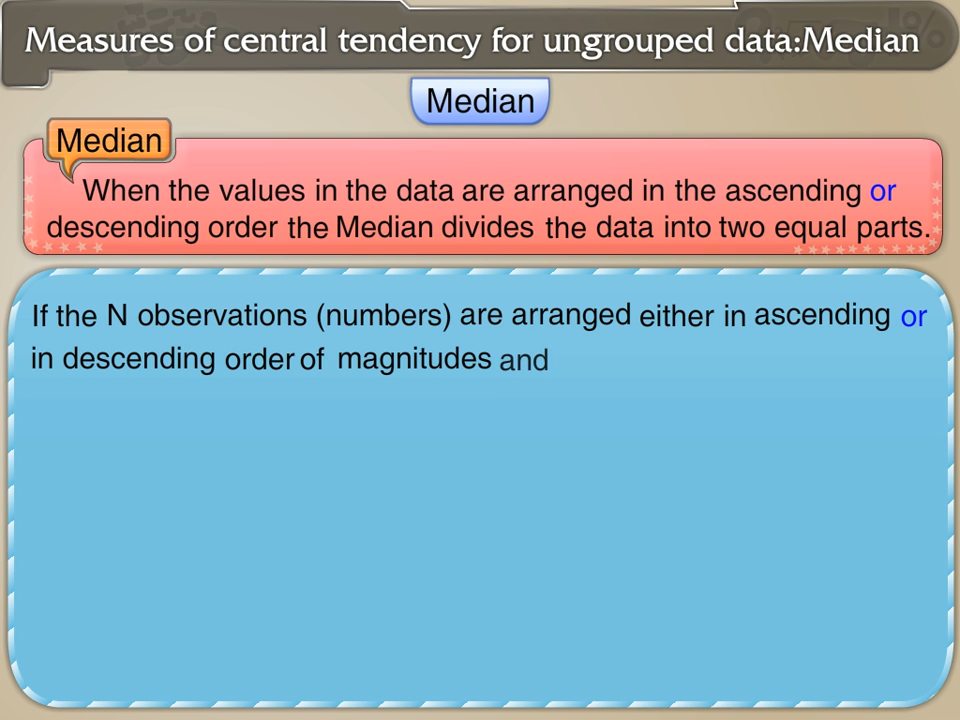 Measures of central tendency for ungrouped data:Median
Median
Median
When the values in the data are arranged in the ascending or
descending order the Median divides the data into two equal parts.
If the N observations (numbers) are arranged either in ascending or
in descending order of magnitudes and